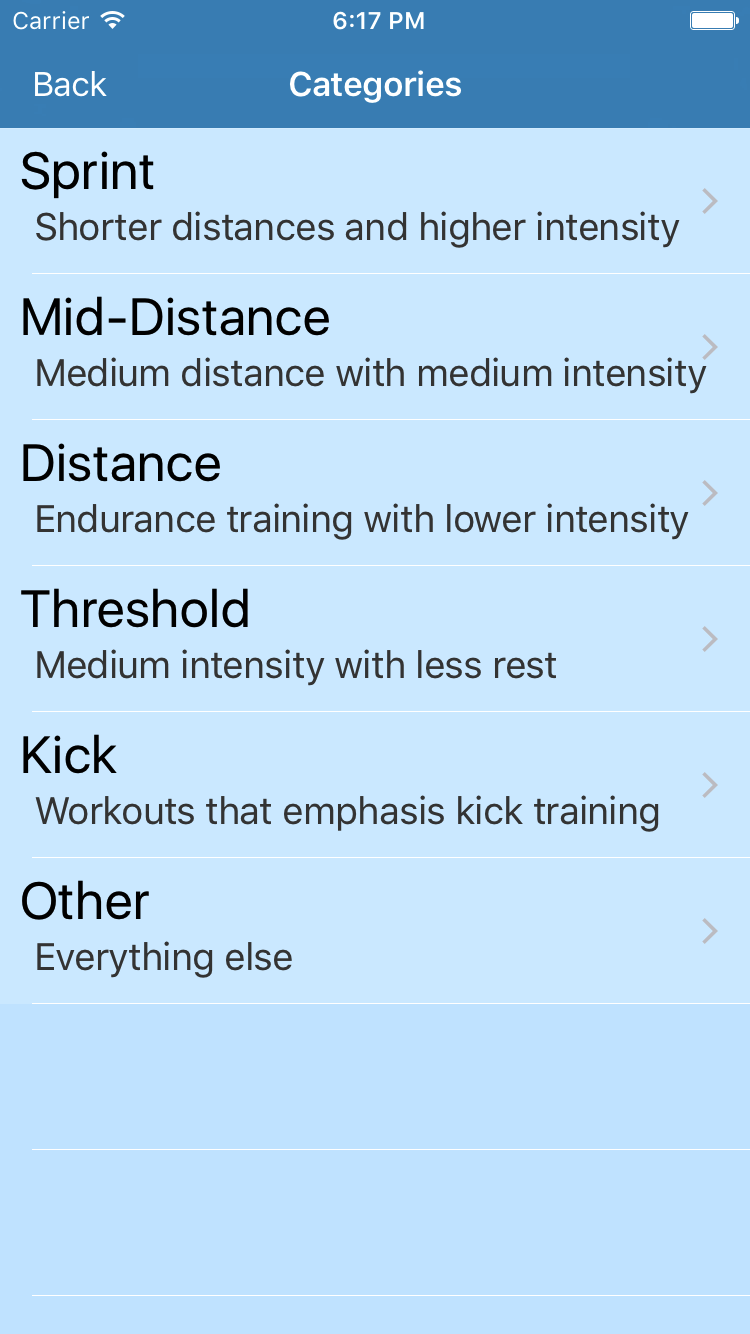 Carrier 6:17 PM
Back Categories
Sprint
Shorter distances and higher intensity
Mid-Distance
Medium distance with medium intensity
Distance
Endurance training with lower intensity
Threshold
Medium intensity with less rest
Kick
Workouts that emphasis kick training
Other
Everything else